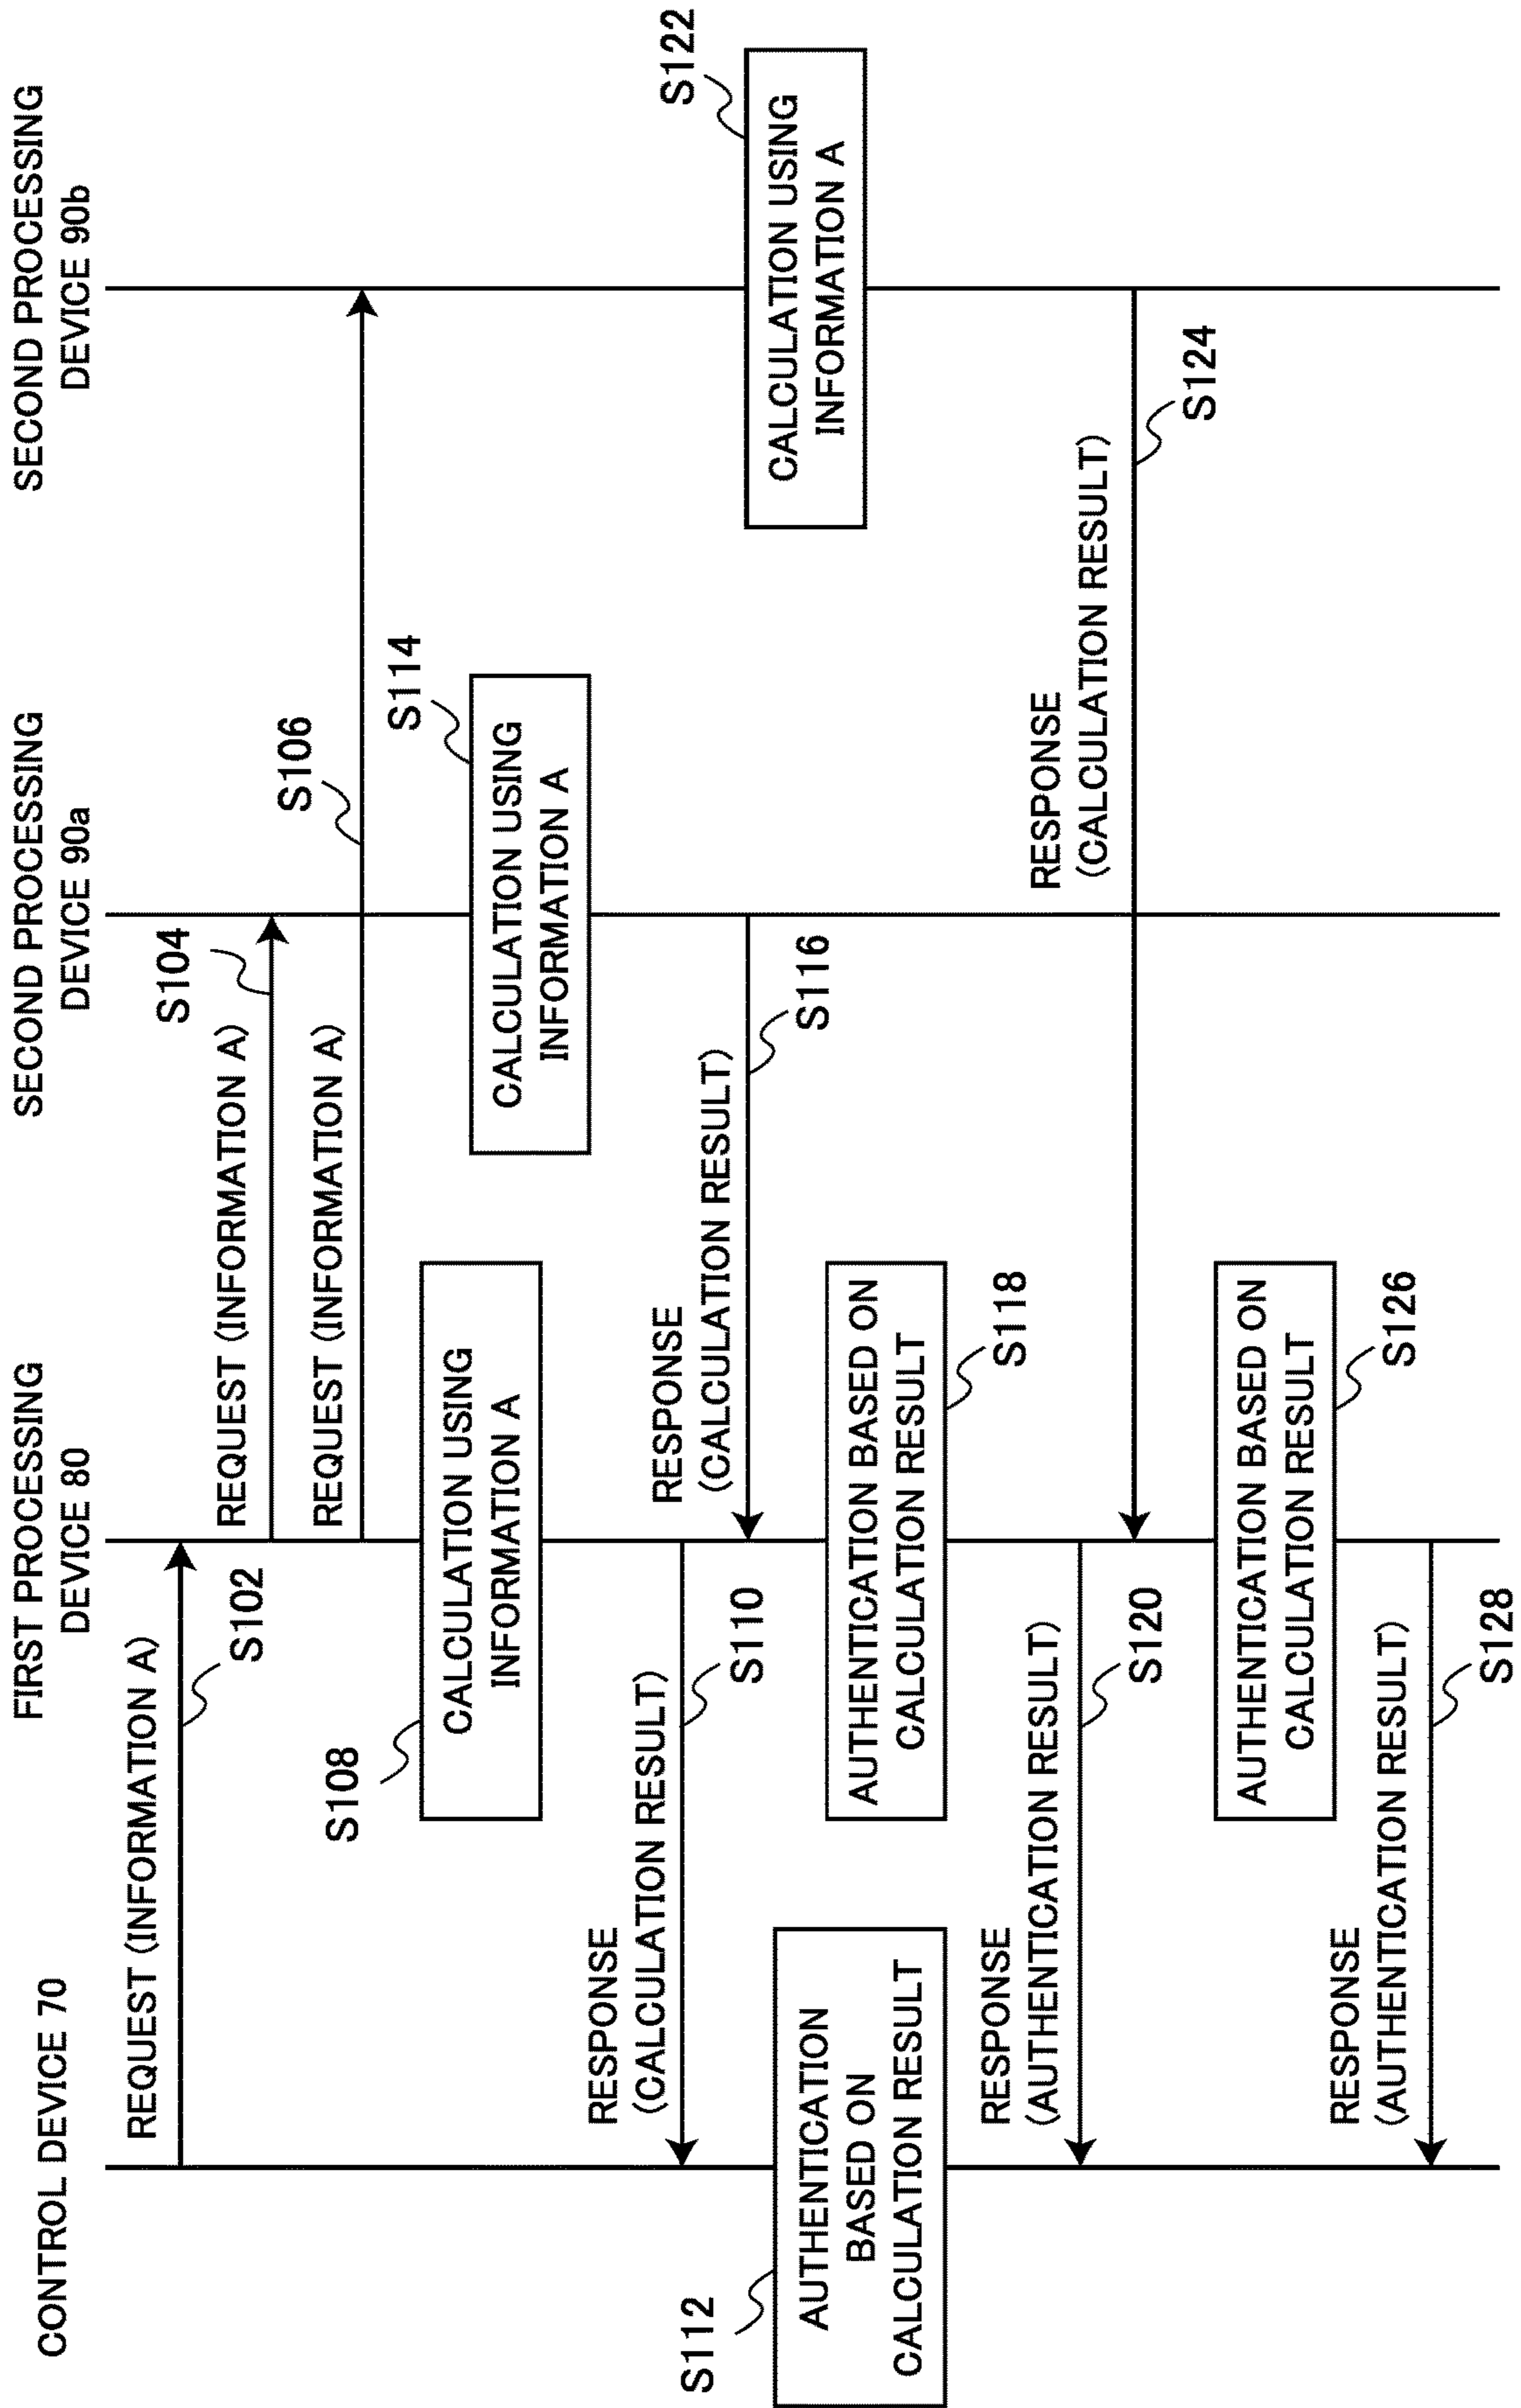 CONTROL DEVICE 70
FIRST PROCESSING
DEVICE 80
SECOND PROCESSING
DEVICE 90a
SECOND PROCESSING
DEVICE 90b
REQUEST (INFORMATION A)
S102
REQUEST (INFORMATION A)
S104
REQUEST (INFORMATION A)
S106
S108
CALCULATION USING
INFORMATION A
S114
CALCULATION USING
INFORMATION A
RESPONSE
(CALCULATION RESULT)
S110
RESPONSE
(CALCULATION RESULT)
S116
S112
AUTHENTICATION
BASED ON
CALCULATION RESULT
AUTHENTICATION BASED ON
CALCULATION RESULT
S118
S122
CALCULATION USING
INFORMATION A
RESPONSE
(AUTHENTICATION RESULT)
S120
RESPONSE
(CALCULATION RESULT)
S124
AUTHENTICATION BASED ON
CALCULATION RESULT
S126
RESPONSE
(AUTHENTICATION RESULT)
S128